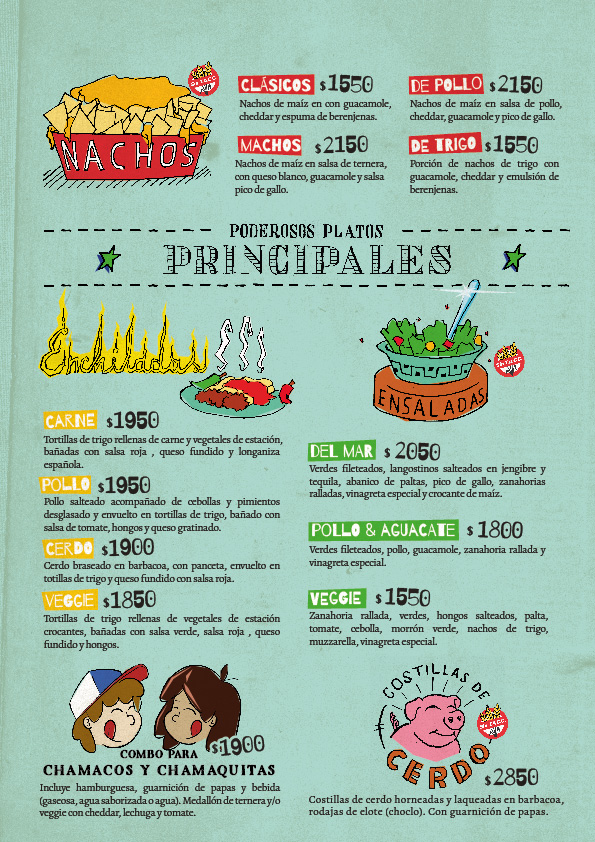 SIN T.A.C.C.
NACHOS
CLÁSICOS $1550
Nachos de maíz en con guacamole,
cheddar y espuma de berenjenas.
MACHOS $2150
Nachos de maíz en salsa de ternera,
con queso blanco, guacamole y salsa
pico de gallo.
DE POLLO $2150
Nachos de maíz en salsa de pollo,
cheddar, guacamole y pico de gallo.
DE TRIGO $1550
Porción de nachos de trigo con
guacamole, cheddar y emulsión de
berenjenas.
PODEROSOS PLATOS
PRINCIPALES
Enchiladas
CARNE $1950
Tortillas de trigo rellenas de carne y vegetales de estación,
bañadas con salsa roja , queso fundido y longaniza
española.
POLLO $1950
Pollo salteado acompañado de cebollas y pimientos
desglasado y envuelto en tortillas de trigo, bañado con
salsa de tomate, hongos y queso gratinado.
CERDO $1900
Cerdo braseado en barbacoa, con panceta, envuelto en
totillas de trigo y queso fundido con salsa roja.
VEGGIE $1850
Tortillas de trigo rellenas de vegetales de estación
crocantes, bañadas con salsa verde, salsa roja , queso
fundido y hongos.
ENSALADAS
SIN T.A.C.C.
DEL MAR $ 2050
Verdes fileteados, langostinos salteados en jengibre y
tequila, abanico de paltas, pico de gallo, zanahorias
ralladas, vinagreta especial y crocante de maíz.
POLLO & AGUACATE $ 1800
Verdes fileteados, pollo, guacamole, zanahoria rallada y
vinagreta especial.
VEGGIE $ 1550
Zanahoria rallada, verdes, hongos salteados, palta,
tomate, cebolla, morrón verde, nachos de trigo,
muzzarella, vinagreta especial.
$1900
COMBO PARA
CHAMACOS Y CHAMAQUITAS
Incluye hamburguesa, guarnición de papas y bebida
(gaseosa, agua saborizada o agua). Medallón de ternera y/o
veggie con cheddar, lechuga y tomate.
COSTILLAS DE
CERDO
SIN T.A.C.C.
$2850
Costillas de cerdo horneadas y laqueadas en barbacoa,
rodajas de elote (choclo). Con guarnición de papas.